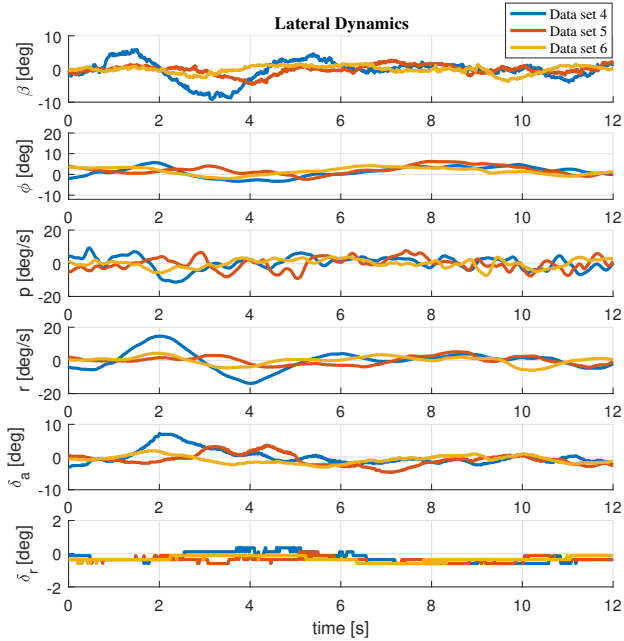 Lateral Dynamics
Data set 4
Data set 5
Data set 6
β [deg]
10
0
-10
0 2 4 6 8 10 12
ϕ [deg]
20
10
0
-10
0 2 4 6 8 10 12
p [deg/s]
20
0
-20
0 2 4 6 8 10 12
r [deg/s]
20
0
-20
0 2 4 6 8 10 12
δa [deg]
10
0
-10
0 2 4 6 8 10 12
δr [deg]
2
0
-2
0 2 4 6 8 10 12
time [s]